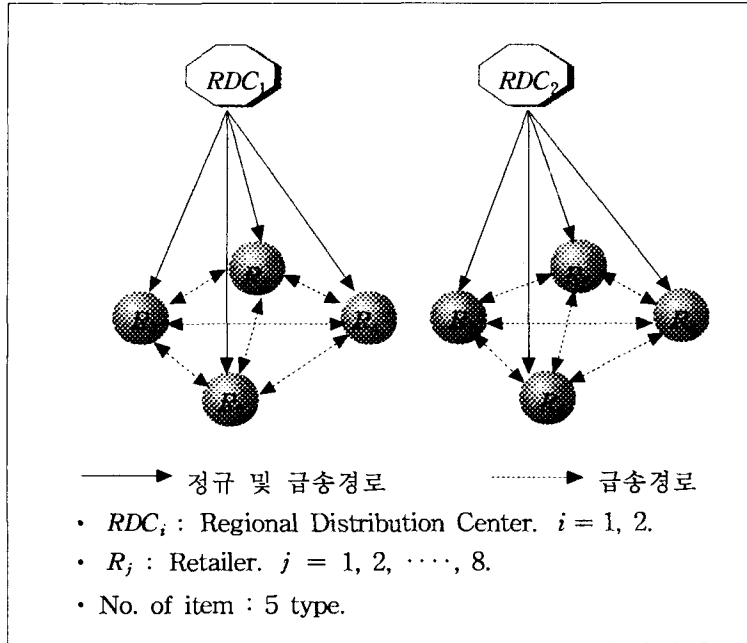 RDC₁
RDC₂
정규 및 급송경로
급송경로
· RDCᵢ : Regional Distribution Center. i = 1, 2.
· Rⱼ : Retailer. j = 1, 2, ····, 8.
· No. of item : 5 type.